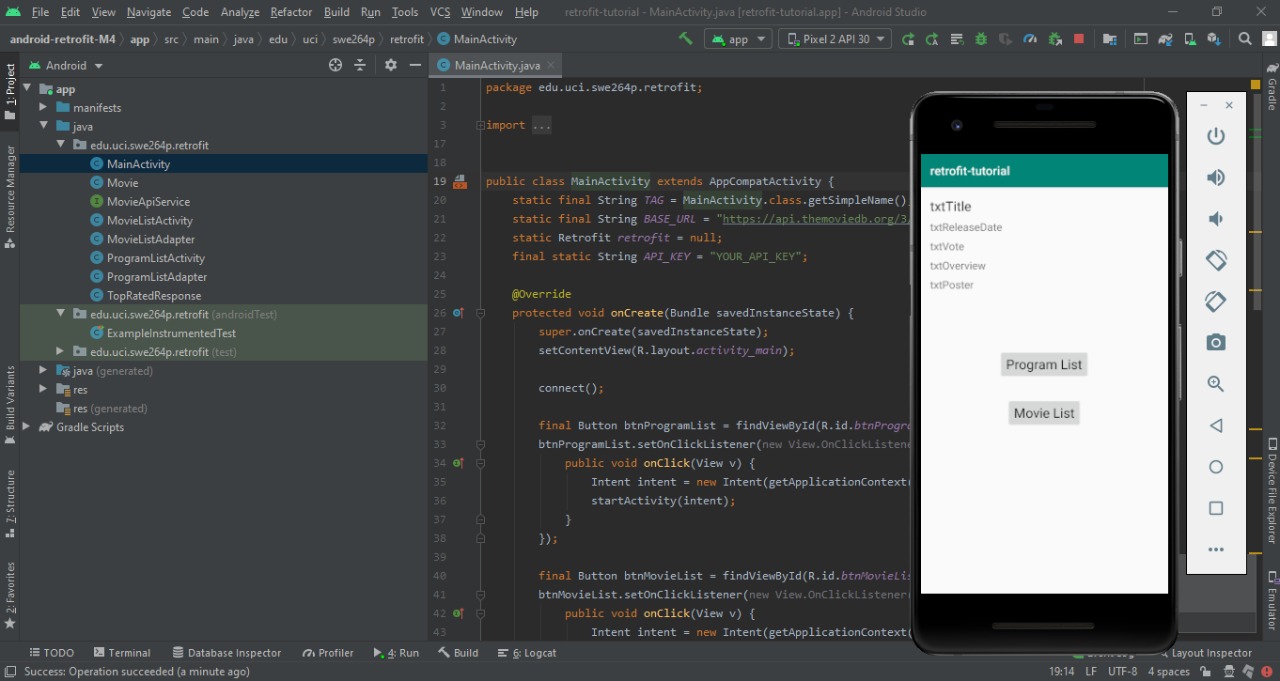 File Edit View Navigate Code Analyze Refactor Build Run Tools VCS Window Help retrofit-tutorial - MainActivity.java [retrofit-tutorial.app] - Android Studio
android-retrofit-M4 app src main java edu uci swe264p retrofit MainActivity app Pixel 2 API 30
1: Project
Resource Manager
Build Variants
7: Structure
2: Favorites
Android
app
manifests
java
edu.uci.swe264p.retrofit
MainActivity
Movie
MovieApiService
MovieListActivity
MovieListAdapter
ProgramListActivity
ProgramListAdapter
TopRatedResponse
edu.uci.swe264p.retrofit (androidTest)
ExampleInstrumentedTest
edu.uci.swe264p.retrofit (test)
java (generated)
res
res (generated)
Gradle Scripts
MainActivity.java
1 package edu.uci.swe264p.retrofit;
2
3 import ...
17
18
19 public class MainActivity extends AppCompatActivity {
20 static final String TAG = MainActivity.class.getSimpleName()
21 static final String BASE_URL = "https://api.themoviedb.org/3/
22 static Retrofit retrofit = null;
23 final static String API_KEY = "YOUR_API_KEY";
24
25 @Override
26 protected void onCreate(Bundle savedInstanceState) {
27 super.onCreate(savedInstanceState);
28 setContentView(R.layout.activity_main);
29
30 connect();
31
32 final Button btnProgramList = findViewById(R.id.btnProgr
33 btnProgramList.setOnClickListener(new View.OnClickListene
34 public void onClick(View v) {
35 Intent intent = new Intent(getApplicationContext(
36 startActivity(intent);
37 }
38 });
39
40 final Button btnMovieList = findViewById(R.id.btnMovieLis
41 btnMovieList.setOnClickListener(new View.OnClickListener
42 public void onClick(View v) {
43 Intent intent = new Intent(getApplicationContext(
retrofit-tutorial
txtTitle
txtReleaseDate
txtVote
txtOverview
txtPoster
Program List
Movie List
Gradle
Device File Explorer
Emulator
TODO Terminal Database Inspector Profiler 4: Run Build 6: Logcat Layout Inspector
Success: Operation succeeded (a minute ago) 19:14 LF UTF-8 4 spaces